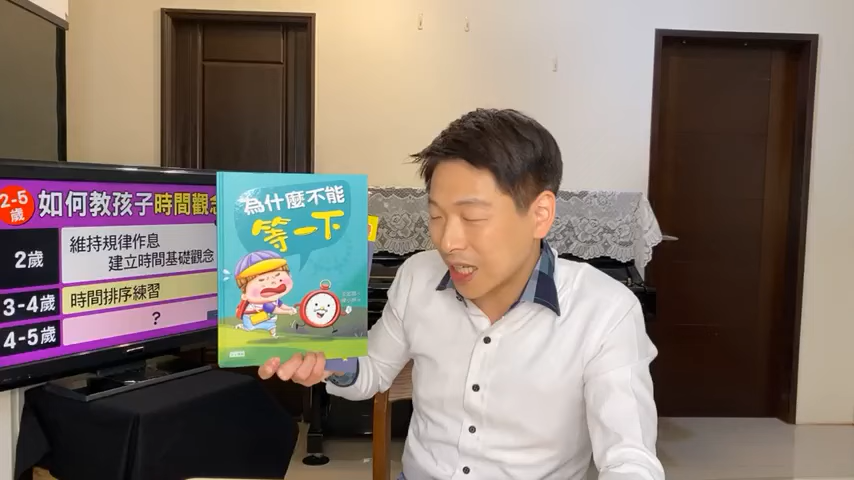 2-5
歲
如何教孩子時間觀念
2歲
維持規律作息
建立時間基礎觀念
3-4歲
時間排序練習
4-5歲
?
為什麼不能
等一下